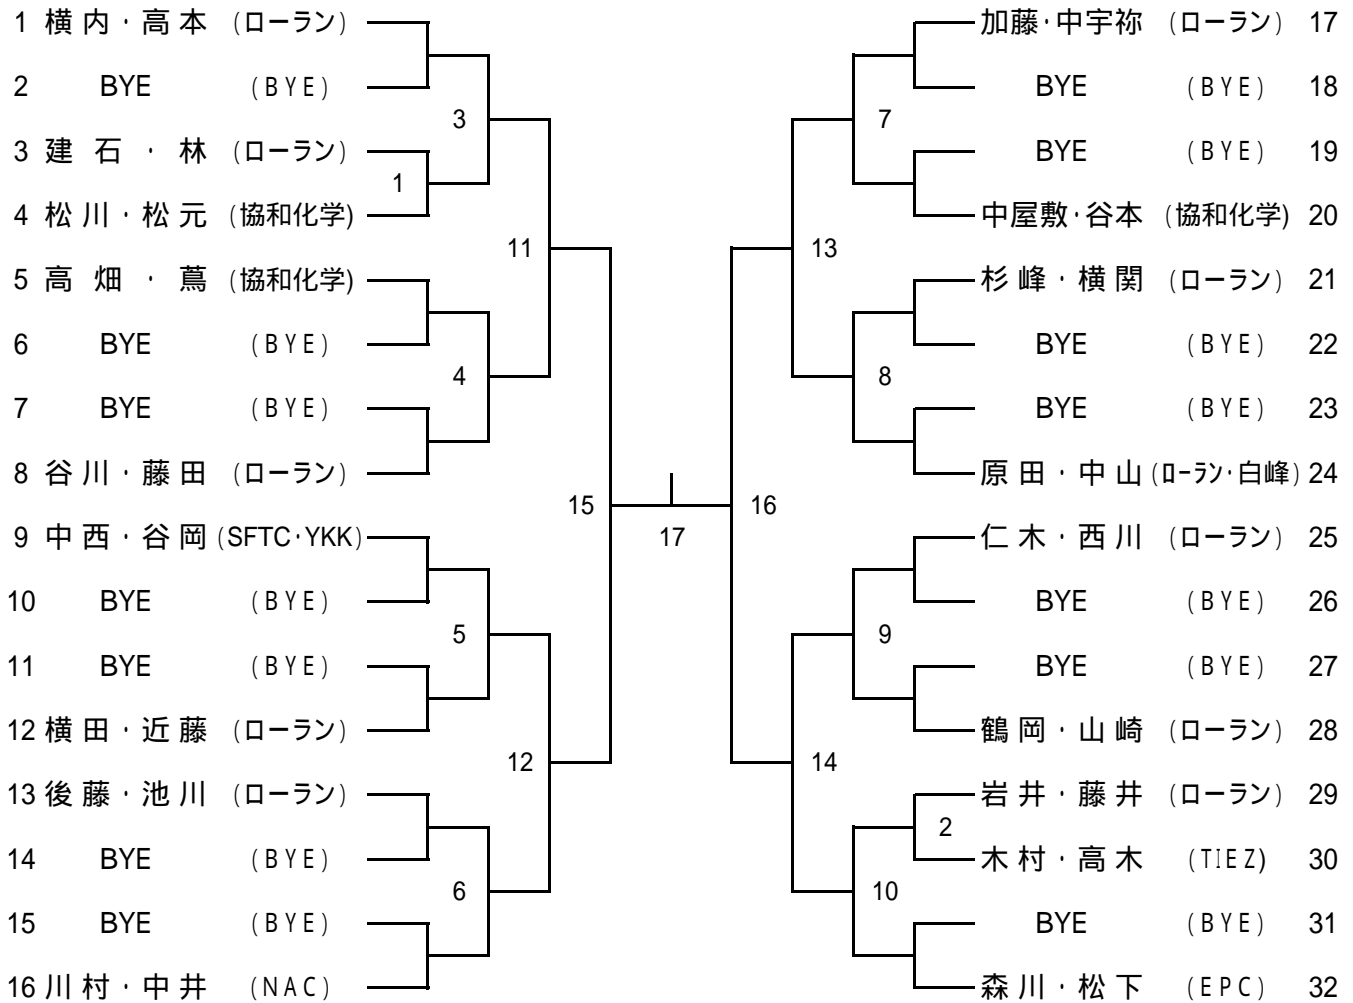 1 横内・高本 (ローラン)
2 BYE (BYE)
3
3 建石・林 (ローラン)
1
4 松川・松元 (協和化学)
11
5 高畑・蔦 (協和化学)
6 BYE (BYE)
4
7 BYE (BYE)
8 谷川・藤田 (ローラン)
15
9 中西・谷岡 (SFTC・YKK)
10 BYE (BYE)
5
11 BYE (BYE)
12 横田・近藤 (ローラン)
12
13 後藤・池川 (ローラン)
14 BYE (BYE)
6
15 BYE (BYE)
16 川村・中井 (NAC)
17
加藤・中宇祢 (ローラン) 17
BYE (BYE) 18
7
BYE (BYE) 19
中屋敷・谷本 (協和化学) 20
13
杉峰・横関 (ローラン) 21
BYE (BYE) 22
8
BYE (BYE) 23
原田・中山 (ローラン・白峰) 24
16
仁木・西川 (ローラン) 25
BYE (BYE) 26
9
BYE (BYE) 27
鶴岡・山崎 (ローラン) 28
14
岩井・藤井 (ローラン) 29
2
木村・高木 (TIEZ) 30
10
BYE (BYE) 31
森川・松下 (EPC) 32